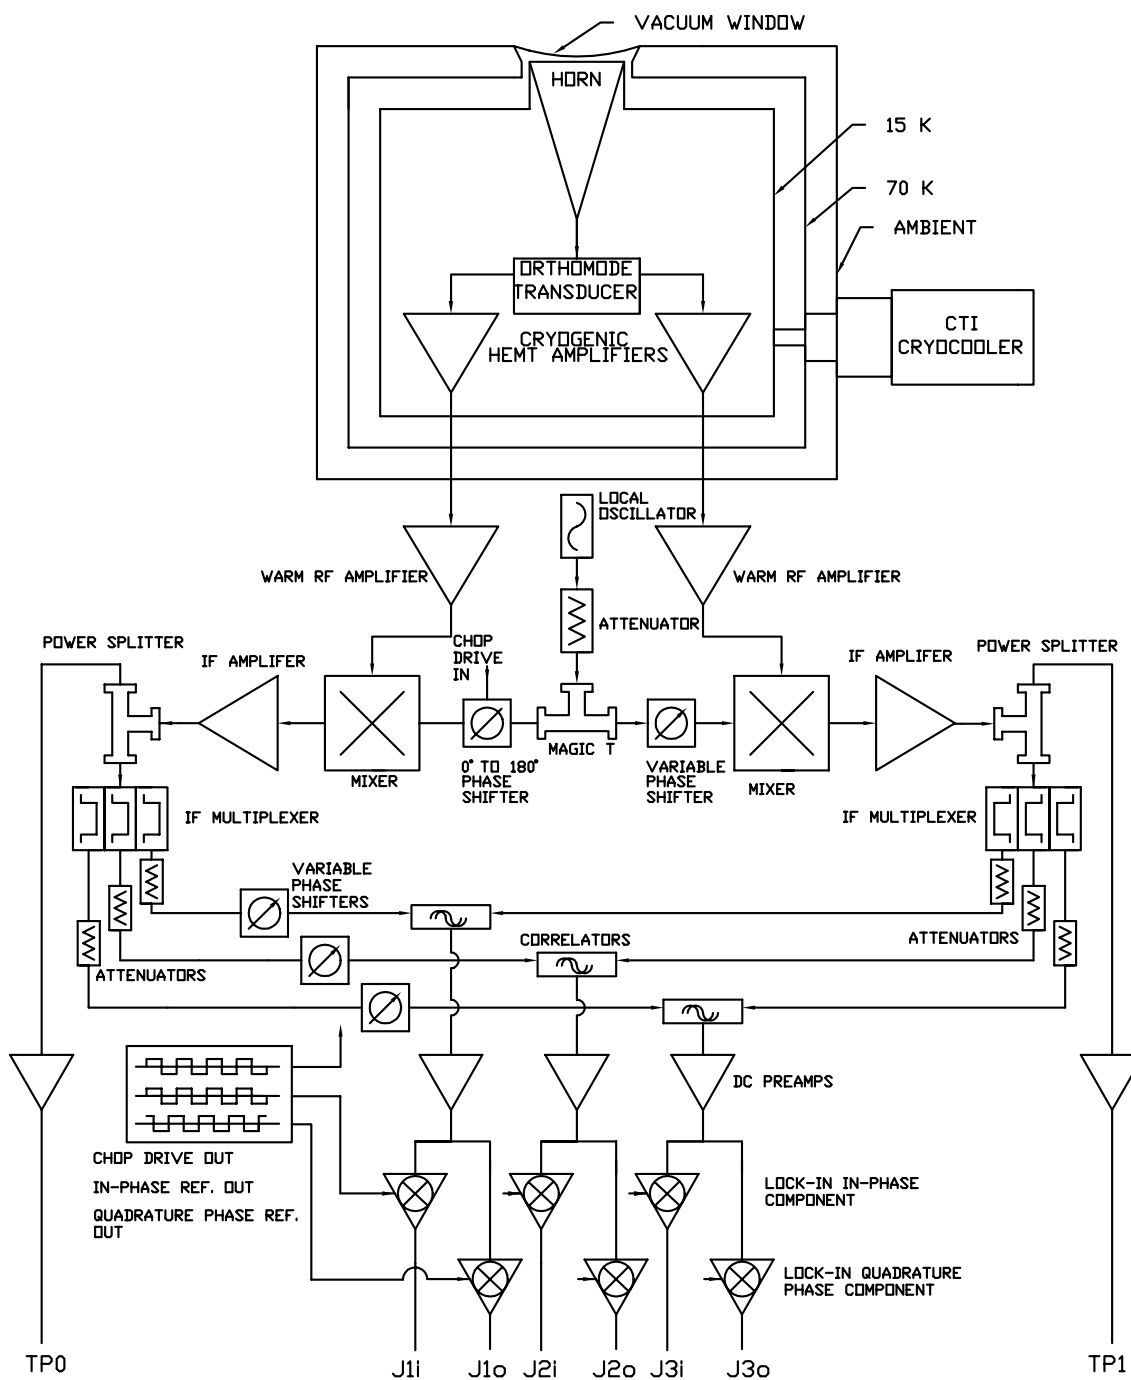 VACUUM WINDOW
HORN
15 K
70 K
AMBIENT
ORTHOMODE
TRANSDUCER
CTI
CRYOCOOLER
CRYOGENIC
HEMT AMPLIFIERS
LOCAL
OSCILLATOR
WARM RF AMPLIFIER
WARM RF AMPLIFIER
ATTENUATOR
POWER SPLITTER
IF AMPLIFER
CHOP
DRIVE
IN
IF AMPLIFER
POWER SPLITTER
MAGIC T
MIXER
0° TO 180°
PHASE
SHIFTER
VARIABLE
PHASE
SHIFTER
MIXER
IF MULTIPLEXER
IF MULTIPLEXER
VARIABLE
PHASE
SHIFTERS
CORRELATORS
ATTENUATORS
ATTENUATORS
DC PREAMPS
CHOP DRIVE OUT
IN-PHASE REF. OUT
QUADRATURE PHASE REF.
OUT
LOCK-IN IN-PHASE
COMPONENT
LOCK-IN QUADRATURE
PHASE COMPONENT
TP0
J1i
J1o
J2i
J2o
J3i
J3o
TP1